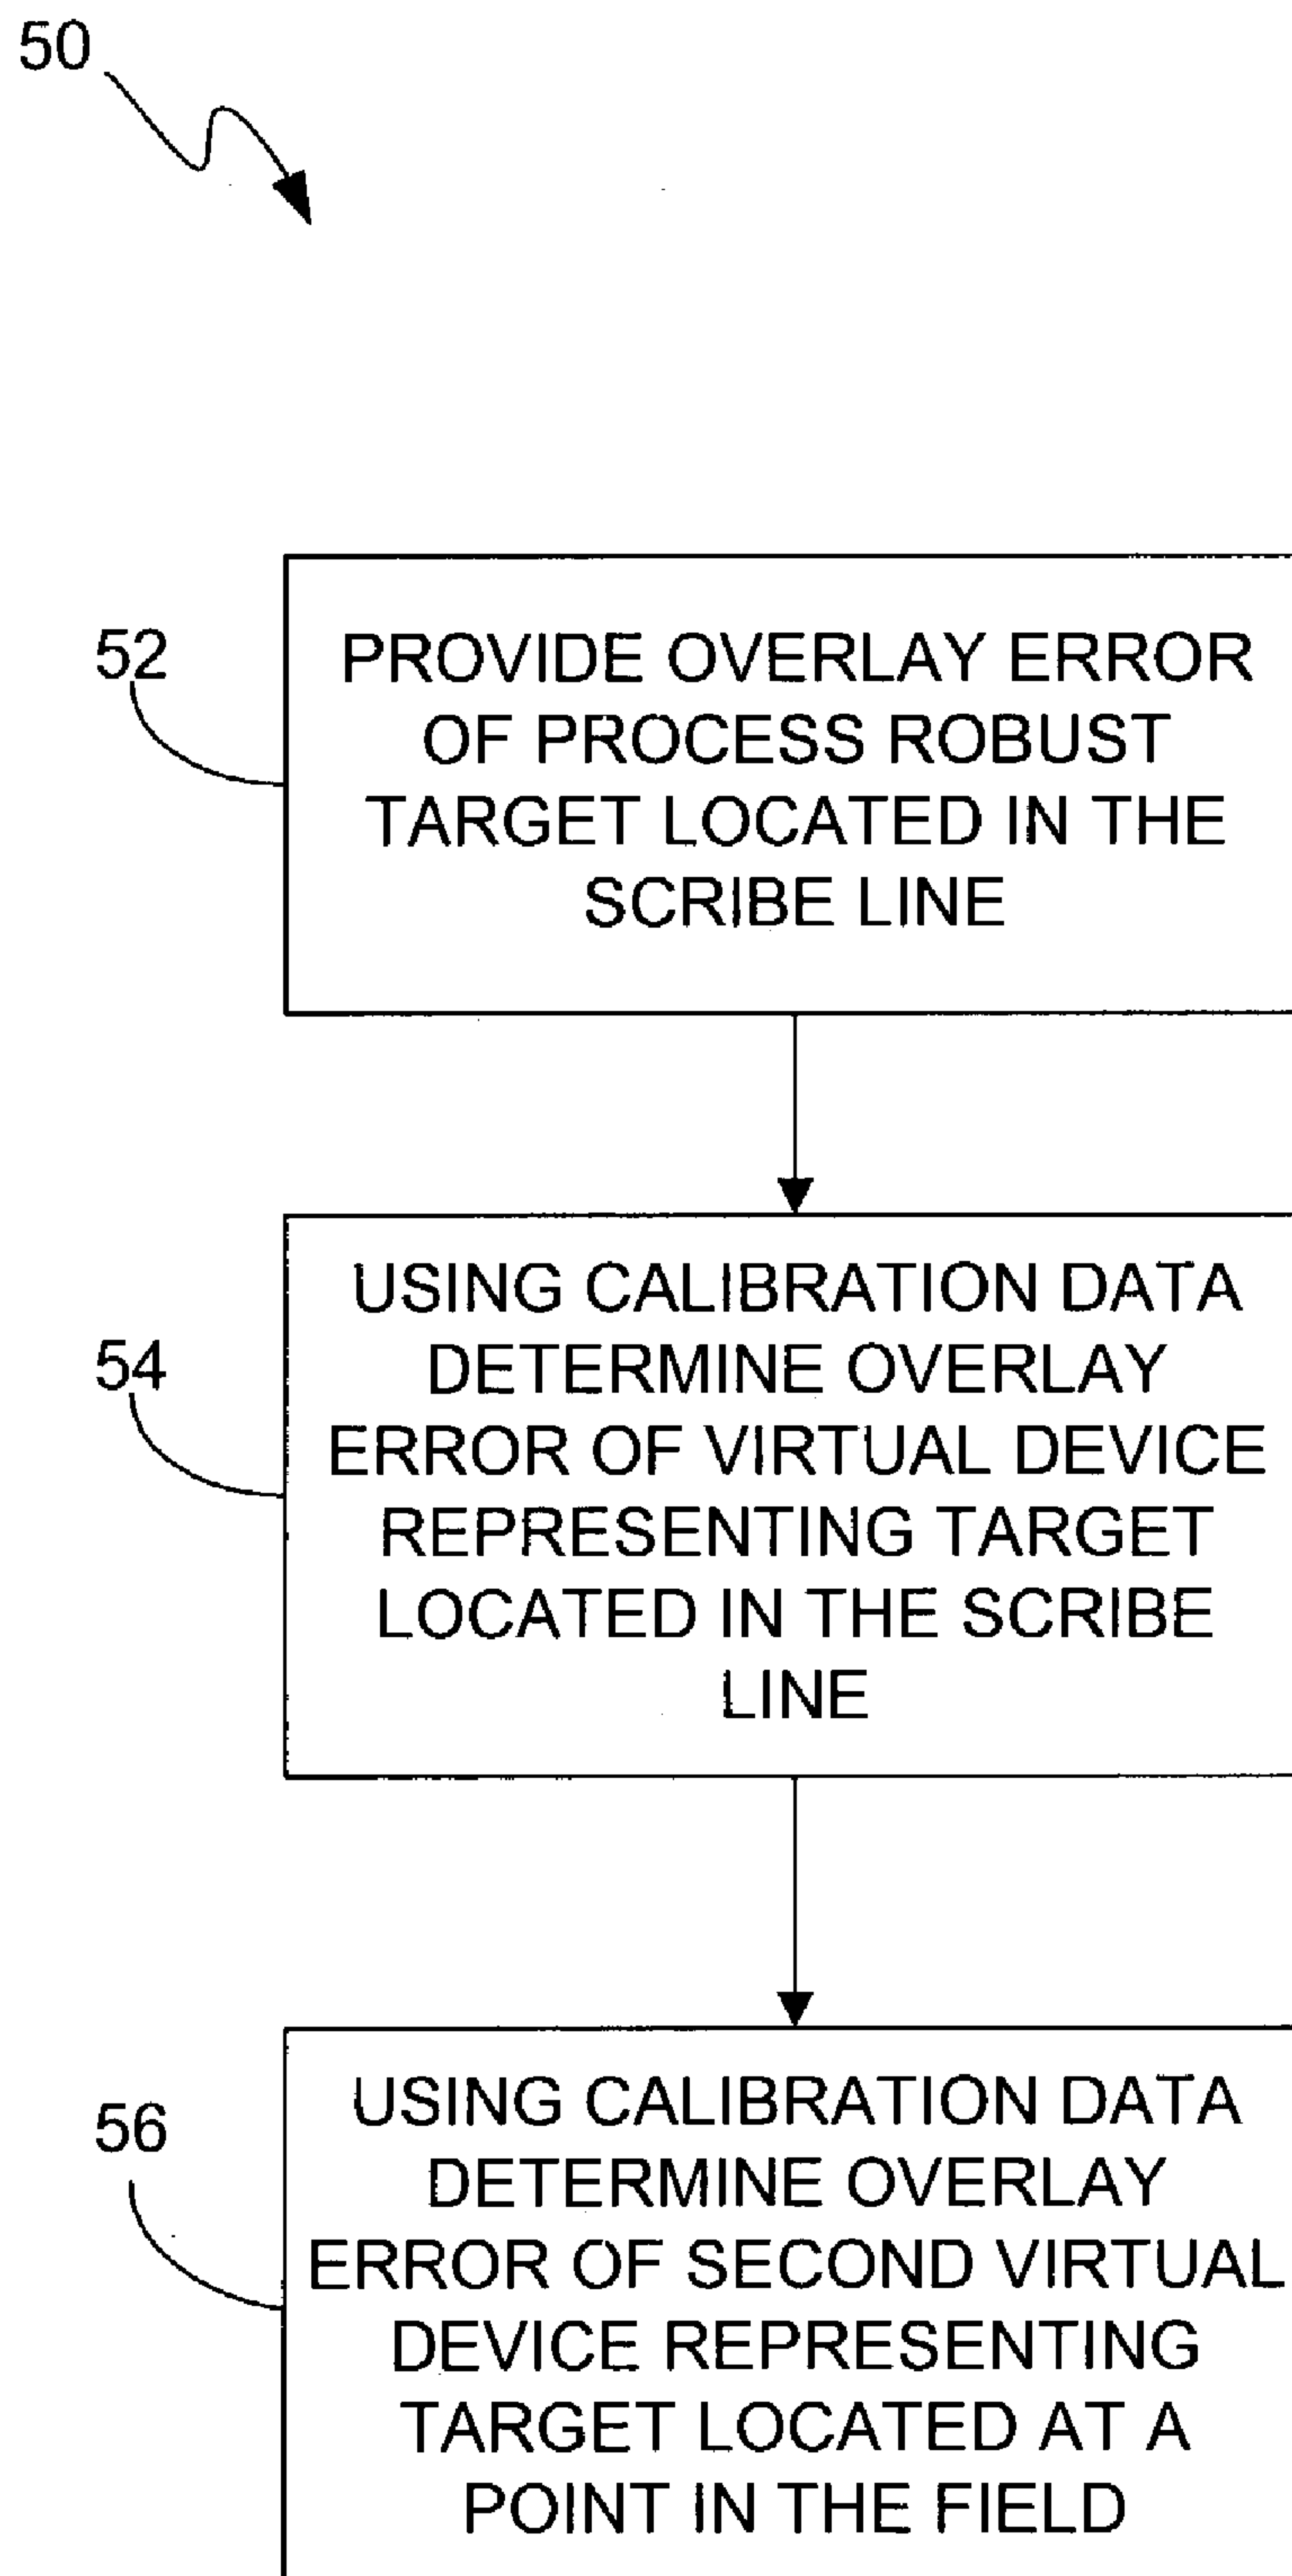 50
52
PROVIDE OVERLAY ERROR
OF PROCESS ROBUST
TARGET LOCATED IN THE
SCRIBE LINE
54
USING CALIBRATION DATA
DETERMINE OVERLAY
ERROR OF VIRTUAL DEVICE
REPRESENTING TARGET
LOCATED IN THE SCRIBE
LINE
56
USING CALIBRATION DATA
DETERMINE OVERLAY
ERROR OF SECOND VIRTUAL
DEVICE REPRESENTING
TARGET LOCATED AT A
POINT IN THE FIELD